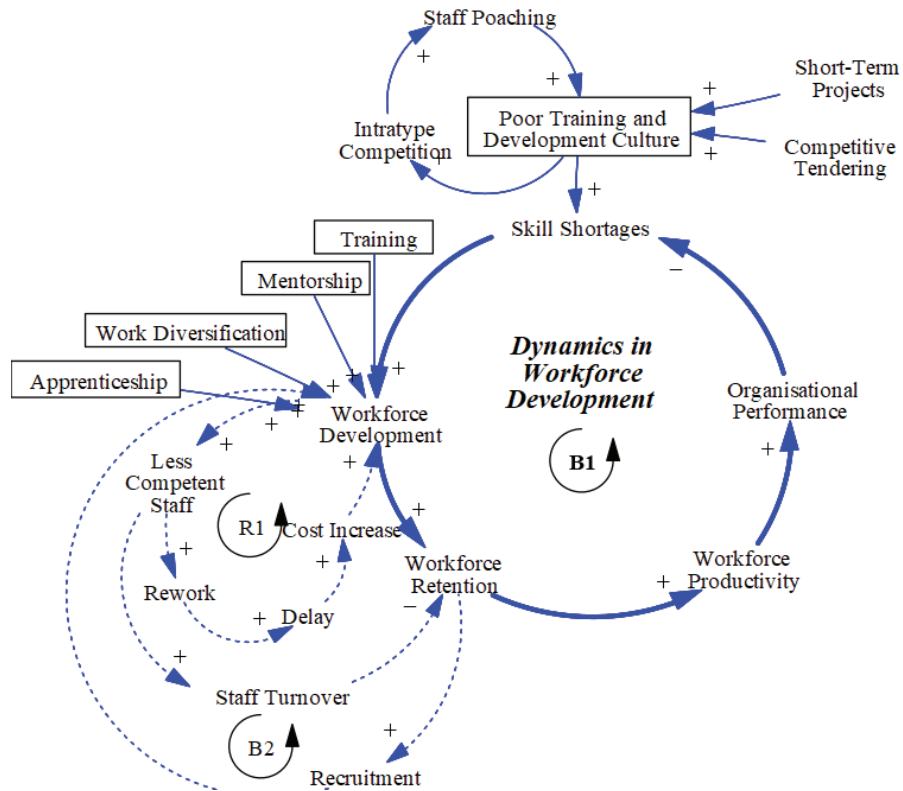 Staff Poaching
+
+
Short-Term
Projects
+
Poor Training and
Development Culture
Intratype
Competition
+
Competitive
Tendering
+
+
Skill Shortages
Training
−
Mentorship
Work Diversification
Dynamics in
Workforce
Development
Apprenticeship
+
+
+
+
Workforce
Development
Organisational
Performance
+
+
+
Less
Competent
Staff
B1
R1
+
+
Cost Increase
+
+
Workforce
Retention
Workforce
Productivity
+
Rework
−
+
Delay
+
Staff Turnover
B2
+
Recruitment